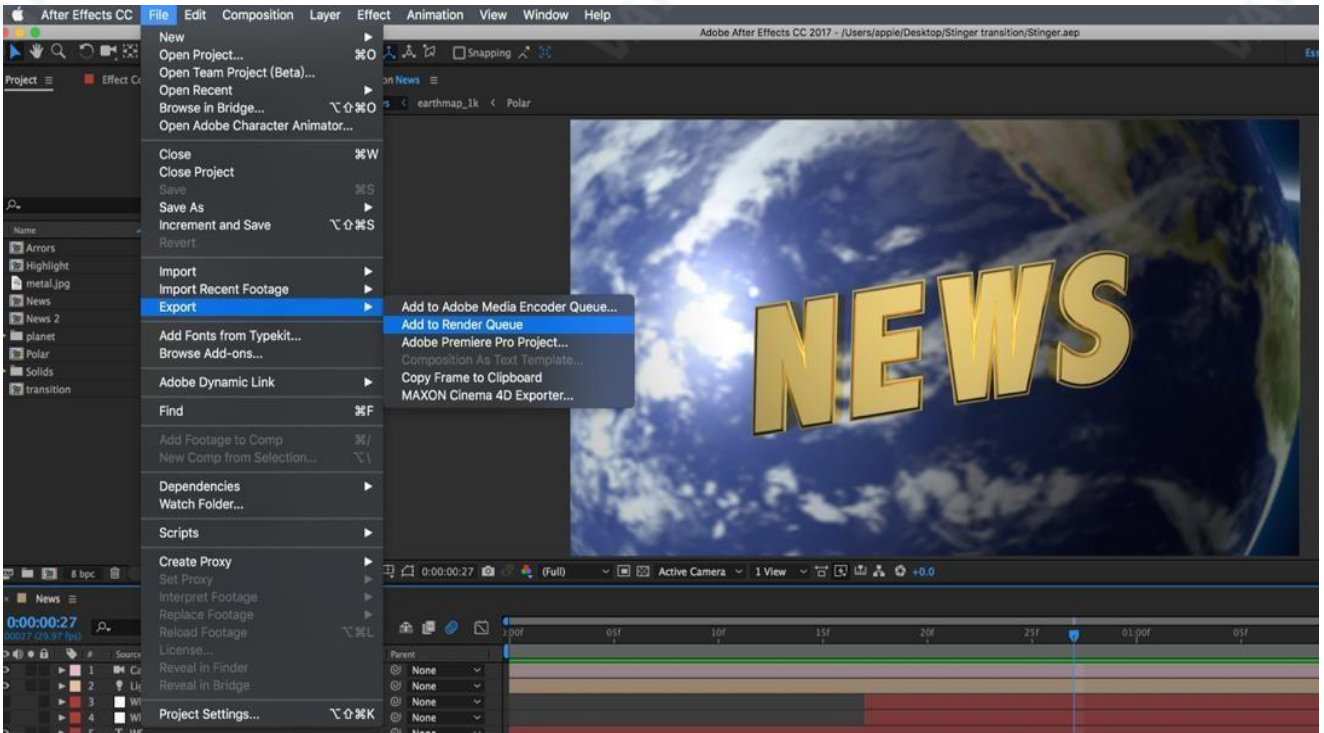 After Effects CC File Edit Composition Layer Effect Animation View Window Help
Adobe After Effects CC 2017 - /Users/apple/Desktop/Stinger transition/Stinger.aep
Snapping
Project
Effect
News
earthmap_1k ‹ Polar
New
Open Project... ⌘O
Open Team Project (Beta)...
Open Recent
Browse in Bridge... ⌥⇧⌘O
Open Adobe Character Animator...
Close ⌘W
Close Project
Save ⌘S
Save As
Increment and Save ⌥⇧⌘S
Revert
Import
Import Recent Footage
Export
Add Fonts from Typekit...
Browse Add-ons...
Adobe Dynamic Link
Find ⌘F
Add Footage to Comp ⌘/
New Comp from Selection... ⌥\
Dependencies
Watch Folder...
Scripts
Create Proxy
Set Proxy
Interpret Footage
Replace Footage
Reload Footage ⌥⌘L
License...
Reveal in Finder
Reveal in Bridge
Project Settings... ⌥⇧⌘K
Add to Adobe Media Encoder Queue...
Add to Render Queue
Adobe Premiere Pro Project...
Composition As Text Template...
Copy Frame to Clipboard
MAXON Cinema 4D Exporter...
Name
Arrors
Highlight
metal.jpg
News
News 2
planet
Polar
Solids
transition
NEWS
8 bpc
0:00:00:27 (Full) Active Camera 1 View +0.0
News
0:00:00:27
00027 (29.97 fps)
05f 10f 15f 20f 25f 01:00f 05f
# Source Parent
1 None
2 None
3 None
4 None
5 None